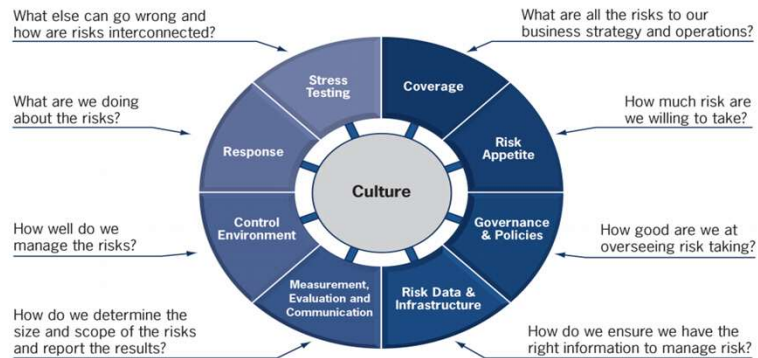 What else can go wrong and
how are risks interconnected?
What are all the risks to our
business strategy and operations?
Stress
Testing
Coverage
What are we doing
about the risks?
How much risk are
we willing to take?
Response
Risk
Appetite
Culture
How well do we
manage the risks?
Control
Environment
Governance
& Policies
How good are we at
overseeing risk taking?
Measurement,
Evaluation and
Communication
Risk Data &
Infrastructure
How do we determine the
size and scope of the risks
and report the results?
How do we ensure we have the
right information to manage risk?